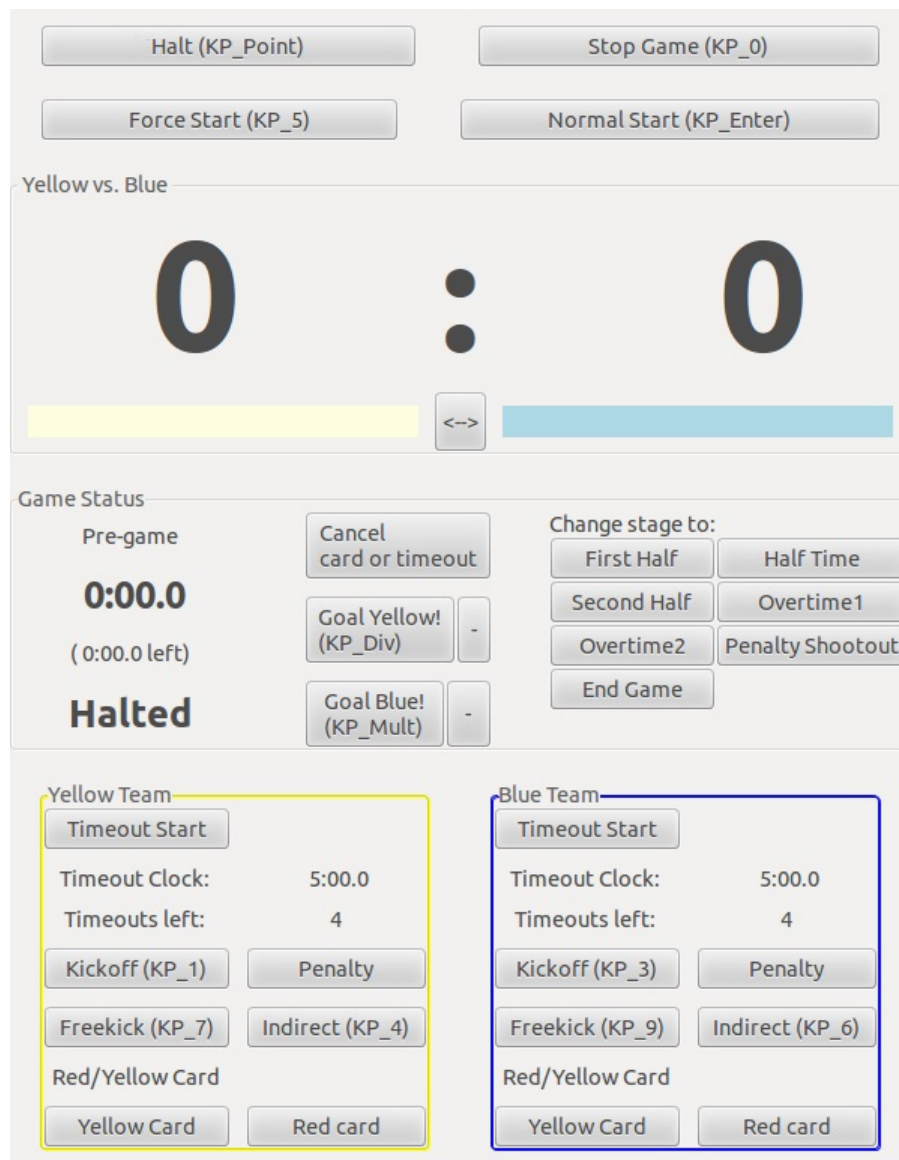 Halt (KP_Point) Stop Game (KP_0)
Force Start (KP_5) Normal Start (KP_Enter)
Yellow vs. Blue
0 : 0
<-->
Game Status
Pre-game
0:00.0
( 0:00.0 left)
Halted
Cancel
card or timeout
Goal Yellow!
(KP_Div)
-
Goal Blue!
(KP_Mult)
-
Change stage to:
First Half Half Time
Second Half Overtime1
Overtime2 Penalty Shootout
End Game
Yellow Team
Timeout Start
Timeout Clock: 5:00.0
Timeouts left: 4
Kickoff (KP_1) Penalty
Freekick (KP_7) Indirect (KP_4)
Red/Yellow Card
Yellow Card Red card
Blue Team
Timeout Start
Timeout Clock: 5:00.0
Timeouts left: 4
Kickoff (KP_3) Penalty
Freekick (KP_9) Indirect (KP_6)
Red/Yellow Card
Yellow Card Red card